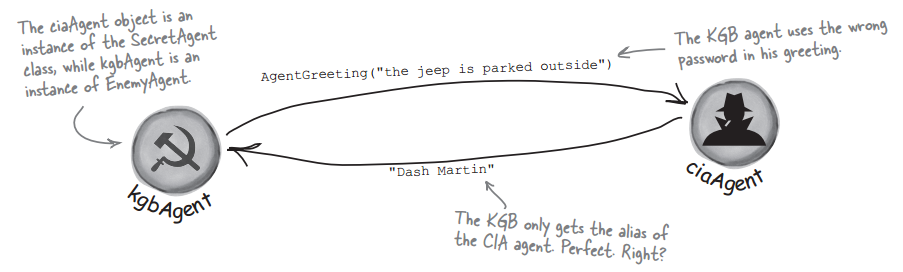 The ciaAgent object is an
instance of the SecretAgent
class, while kgbAgent is an
instance of EnemyAgent.
AgentGreeting("the jeep is parked outside")
The KGB agent uses the wrong
password in his greeting.
kgbAgent
ciaAgent
"Dash Martin"
The KGB only gets the alias of
the CIA agent. Perfect. Right?